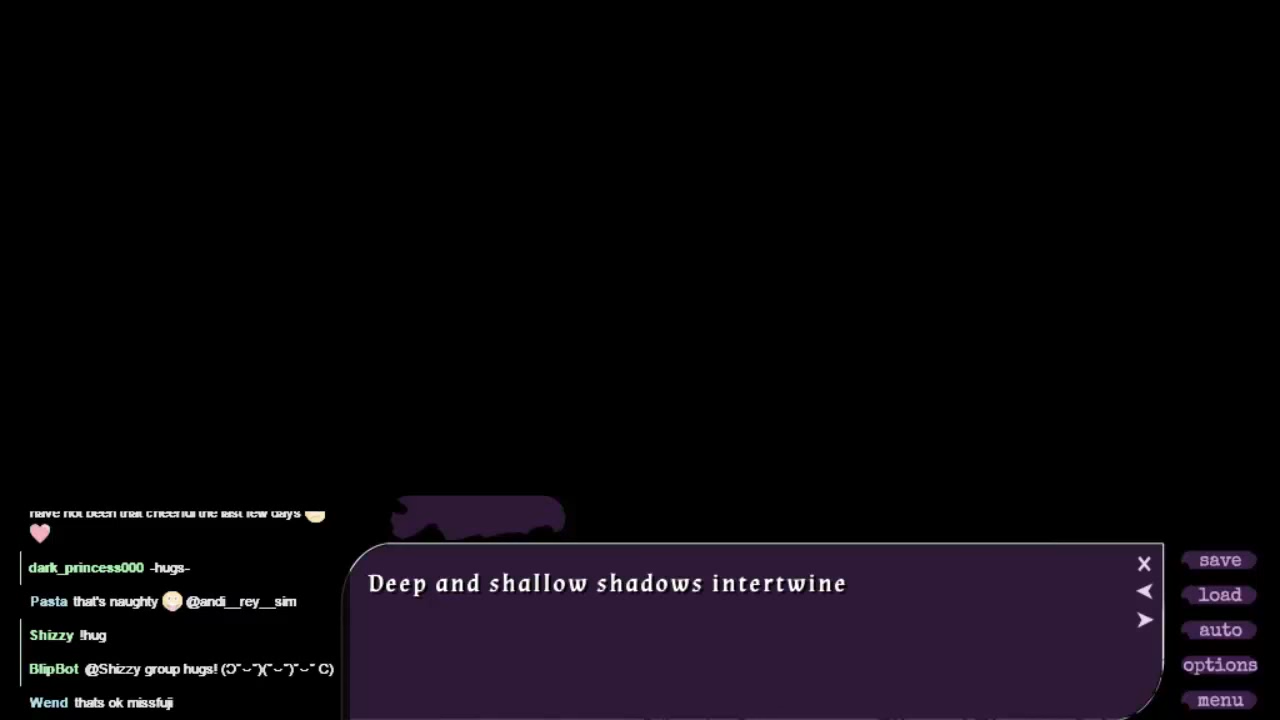 have not been that cheerful the last few days
dark_princess000 -hugs-
Pasta that's naughty @andi__rey__sim
Shizzy !hug
BlipBot @Shizzy group hugs! (Ɔ˘⌣˘)(˘⌣˘)˘⌣˘ C)
Wend thats ok missfuji
Deep and shallow shadows intertwine
X
save
load
auto
options
menu